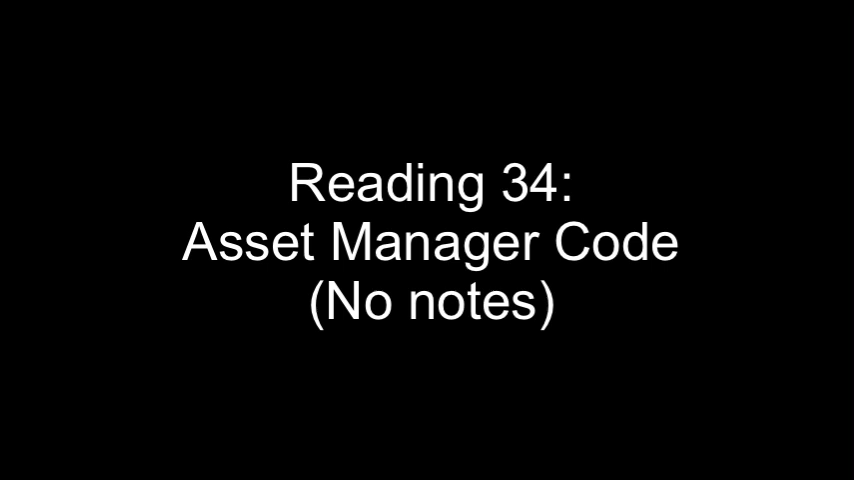 Reading 34:
Asset Manager Code
(No notes)